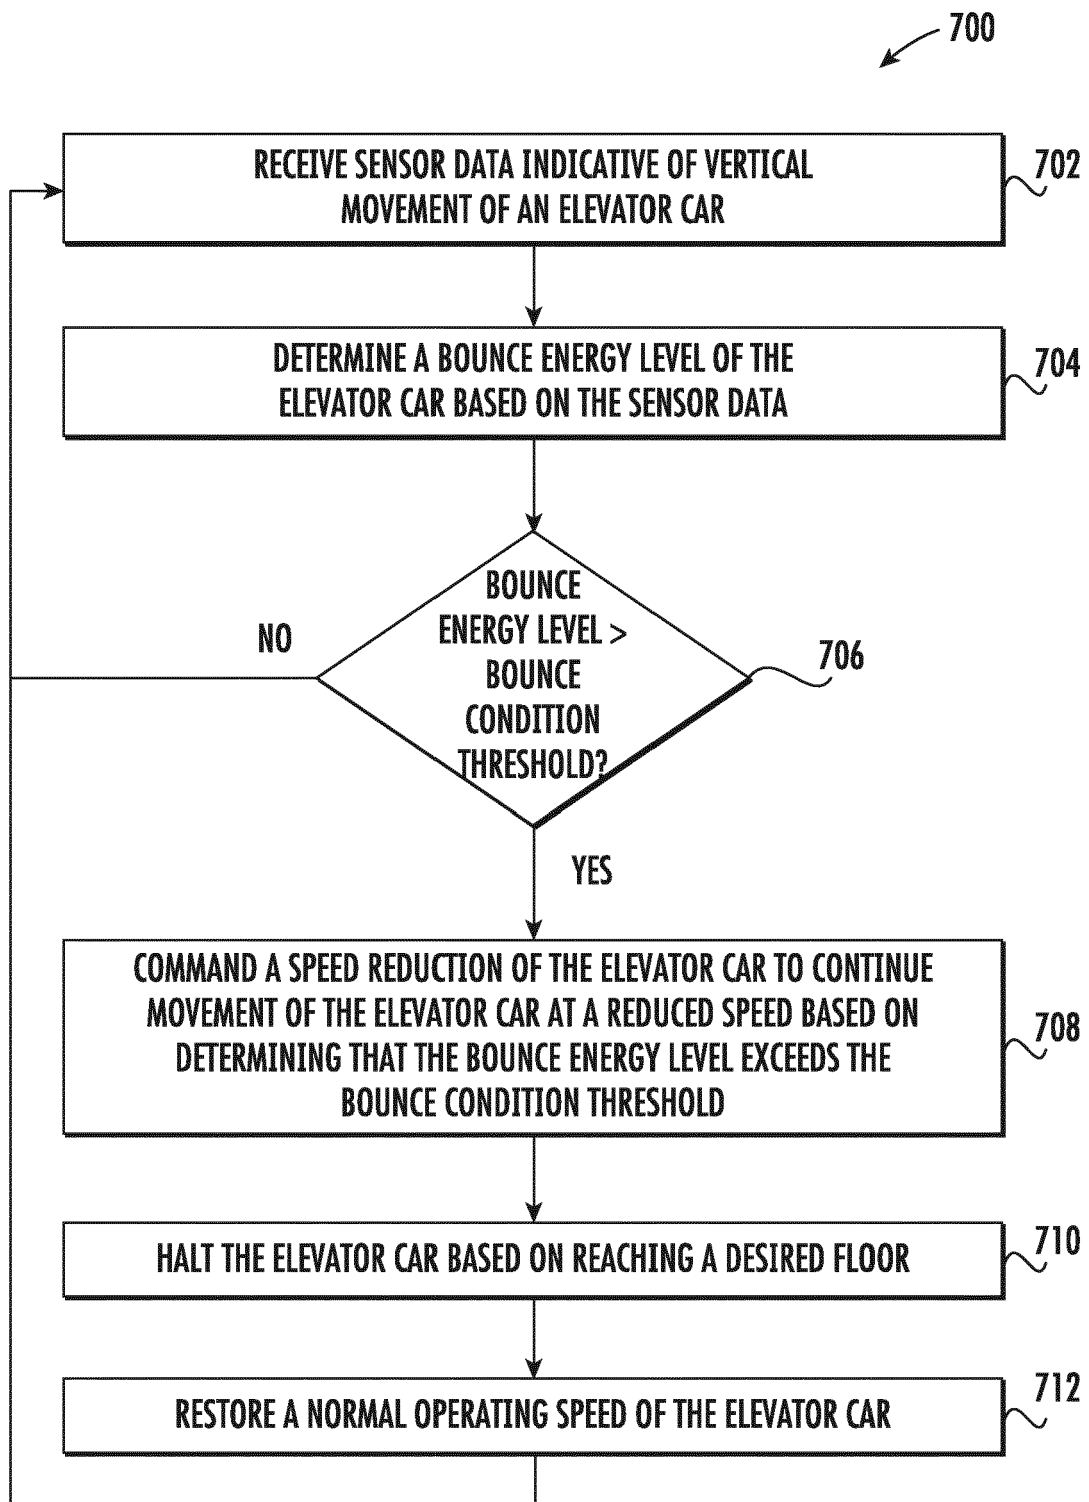 700
RECEIVE SENSOR DATA INDICATIVE OF VERTICAL
MOVEMENT OF AN ELEVATOR CAR
702
DETERMINE A BOUNCE ENERGY LEVEL OF THE
ELEVATOR CAR BASED ON THE SENSOR DATA
704
BOUNCE
ENERGY LEVEL >
BOUNCE
CONDITION
THRESHOLD?
NO
706
YES
COMMAND A SPEED REDUCTION OF THE ELEVATOR CAR TO CONTINUE
MOVEMENT OF THE ELEVATOR CAR AT A REDUCED SPEED BASED ON
DETERMINING THAT THE BOUNCE ENERGY LEVEL EXCEEDS THE
BOUNCE CONDITION THRESHOLD
708
HALT THE ELEVATOR CAR BASED ON REACHING A DESIRED FLOOR
710
RESTORE A NORMAL OPERATING SPEED OF THE ELEVATOR CAR
712